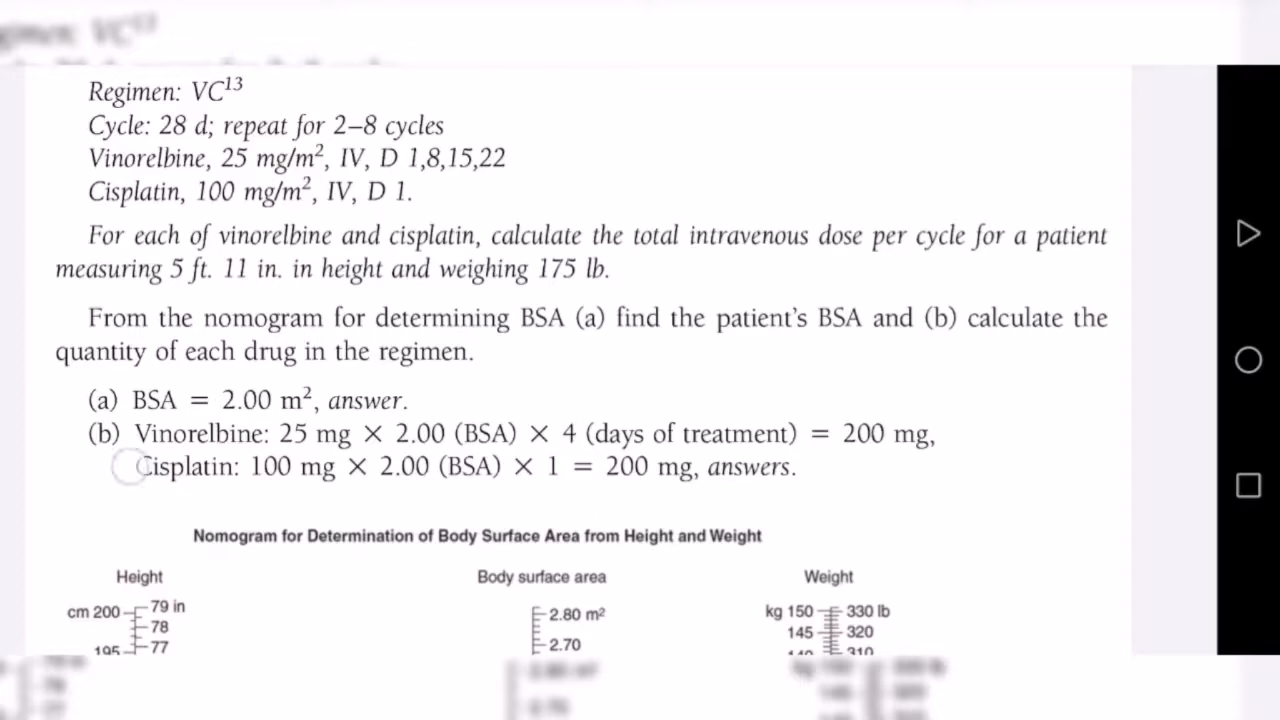 Regimen: VC¹³
Cycle: 28 d; repeat for 2–8 cycles
Vinorelbine, 25 mg/m², IV, D 1,8,15,22
Cisplatin, 100 mg/m², IV, D 1.
For each of vinorelbine and cisplatin, calculate the total intravenous dose per cycle for a patient
measuring 5 ft. 11 in. in height and weighing 175 lb.
From the nomogram for determining BSA (a) find the patient's BSA and (b) calculate the
quantity of each drug in the regimen.
(a) BSA = 2.00 m², answer.
(b) Vinorelbine: 25 mg × 2.00 (BSA) × 4 (days of treatment) = 200 mg,
Cisplatin: 100 mg × 2.00 (BSA) × 1 = 200 mg, answers.
Nomogram for Determination of Body Surface Area from Height and Weight
Height Body surface area Weight
cm 200 79 in 2.80 m² kg 150 330 lb
78 145 320
195 77 2.70 140 310